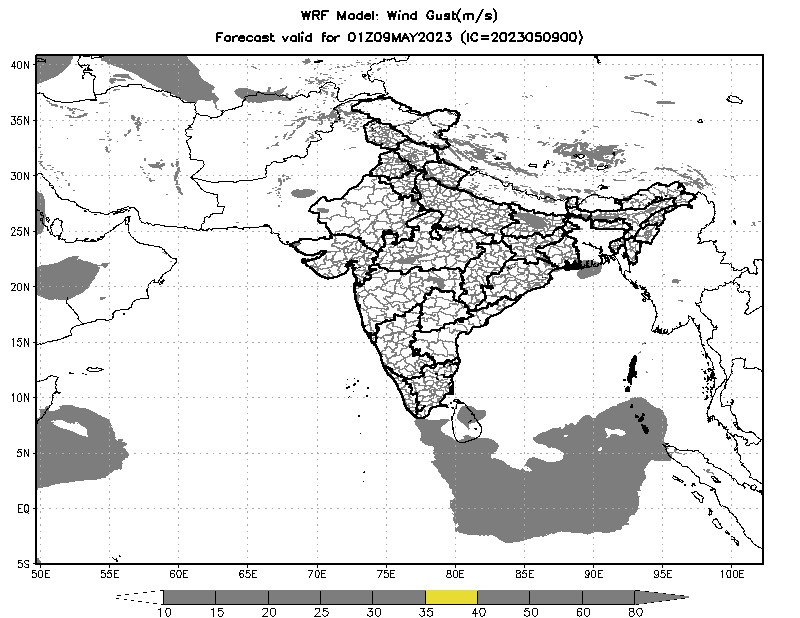 WRF Model: Wind Gust(m/s)
Forecast valid for 01Z09MAY2023 (IC=2023050900)
40N
35N
30N
25N
20N
15N
10N
5N
EQ
5S
50E 55E 60E 65E 70E 75E 80E 85E 90E 95E 100E
10 15 20 25 30 35 40 50 60 80